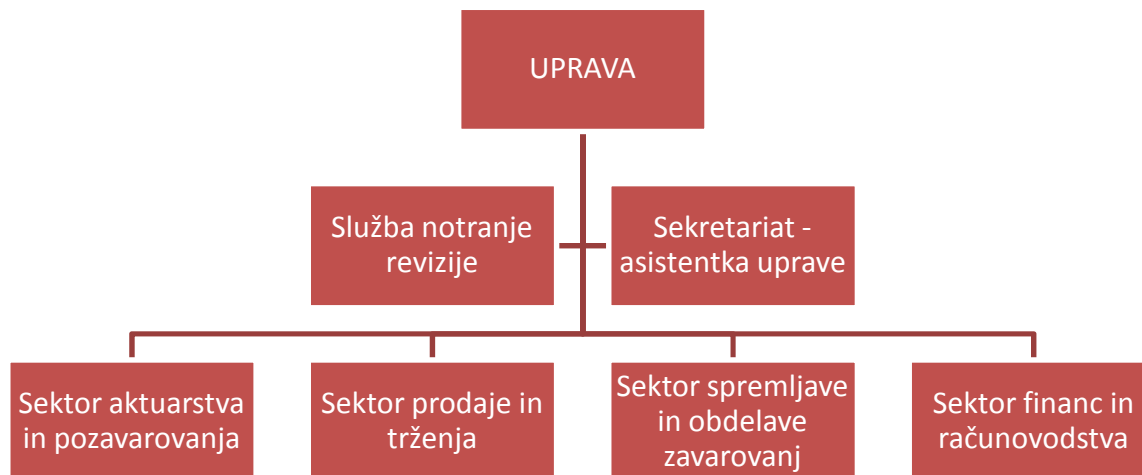 UPRAVA
Služba notranje
revizije
Sekretariat -
asistentka uprave
Sektor aktuarstva
in pozavarovanja
Sektor prodaje in
trženja
Sektor spremljave
in obdelave
zavarovanj
Sektor financ in
računovodstva